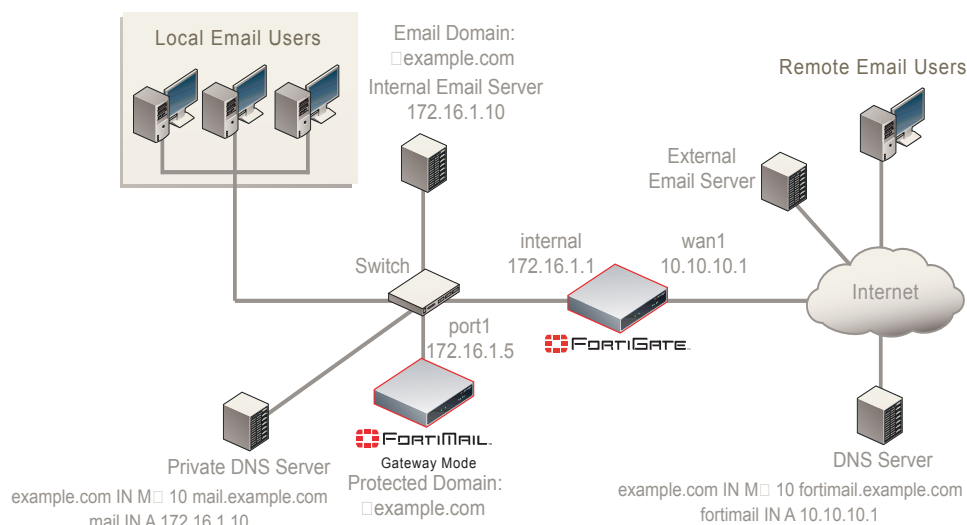 Local Email Users
Email Domain:
□example.com
Internal Email Server
172.16.1.10
Remote Email Users
External
Email Server
internal
172.16.1.1
wan1
10.10.10.1
Switch
Internet
port1
172.16.1.5
FORTIGATE
FORTIMAIL
Gateway Mode
Protected Domain:
□example.com
Private DNS Server
example.com IN M□ 10 mail.example.com
mail IN A 172.16.1.10
DNS Server
example.com IN M□ 10 fortimail.example.com
fortimail IN A 10.10.10.1